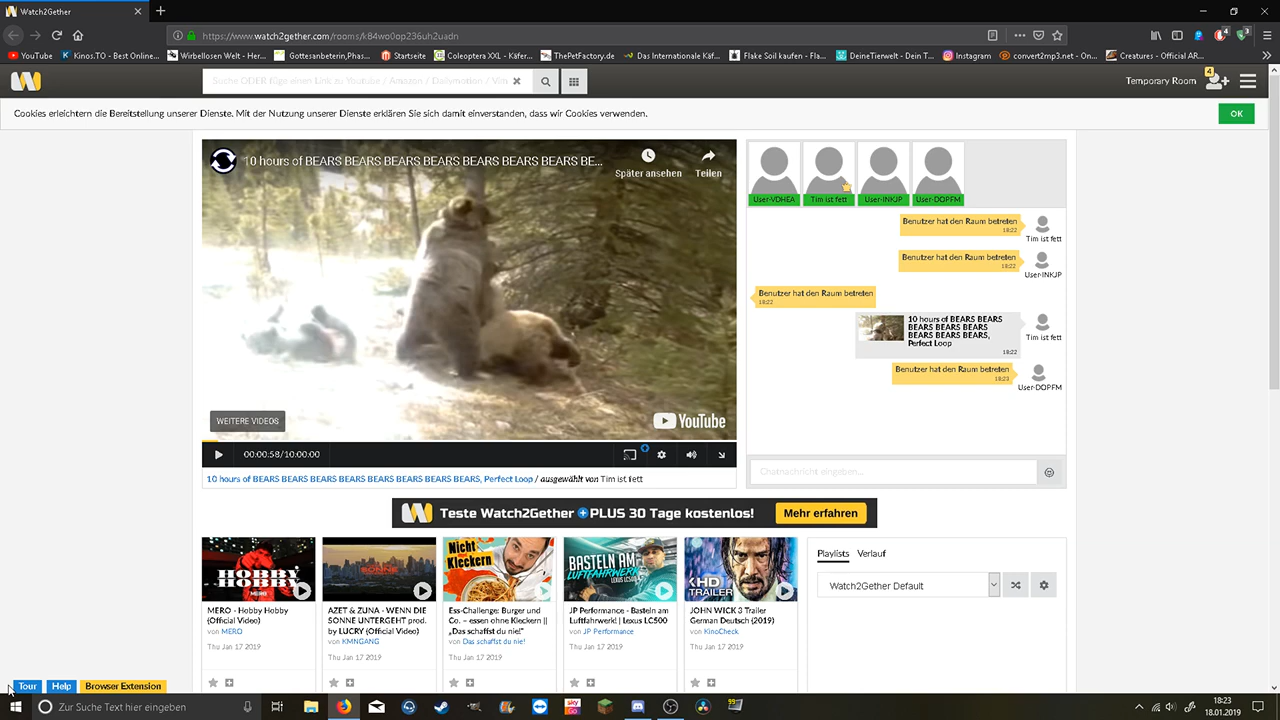 Watch2Gether
https://www.watch2gether.com/rooms/k84wo0op236uh2uadn
YouTube
Kinos.TO - Best Online...
Wirbellosen Welt - Her...
Gottesanbeterin,Phas...
Startseite
Coleoptera XXL - Käfer...
ThePetFactory.de
Das Internationale Käf...
Flake Soil kaufen - Fla...
DeineTierwelt - Dein T...
Instagram
convert2mp3.net - On...
Creatures - Official AR...
Suche ODER füge einen Link zu Youtube / Amazon / Dailymotion / Vim
Temporary Room
4
Cookies erleichtern die Bereitstellung unserer Dienste. Mit der Nutzung unserer Dienste erklären Sie sich damit einverstanden, dass wir Cookies verwenden.
OK
10 hours of BEARS BEARS BEARS BEARS BEARS BEARS BEARS BE...
Später ansehen
Teilen
WEITERE VIDEOS
YouTube
00:00:58/10:00:00
10 hours of BEARS BEARS BEARS BEARS BEARS BEARS BEARS BEARS, Perfect Loop / ausgewählt von Tim ist fett
User-VDHEA
Tim ist fett
User-INKJP
User-DOPFM
Benutzer hat den Raum betreten
18:22
Tim ist fett
Benutzer hat den Raum betreten
18:22
User-INKJP
Benutzer hat den Raum betreten
18:22
10 hours of BEARS BEARS
BEARS BEARS BEARS
BEARS BEARS BEARS,
Perfect Loop
18:22
Tim ist fett
Benutzer hat den Raum betreten
18:23
User-DOPFM
Chatnachricht eingeben...
Teste Watch2Gether PLUS 30 Tage kostenlos!
Mehr erfahren
HOBBY
HOBBY
MERO
MERO - Hobby Hobby
(Official Video)
von MERO
Thu Jan 17 2019
SONNE
AZET & ZUNA - WENN DIE
SONNE UNTERGEHT prod.
by LUCRY (Official Video)
von KMNGANG
Thu Jan 17 2019
Nicht
Kleckern
Ess-Challenge: Burger und
Co. – essen ohne Kleckern ||
„Das schaffst du nie!“
von Das schaffst du nie!
Thu Jan 17 2019
BASTELN AM
LUFTFAHRWERK
LEXUS LC500
JP Performance - Basteln am
Luftfahrwerk! | Lexus LC500
von JP Performance
Thu Jan 17 2019
HD
TRAILER
JOHN WICK 3 Trailer
German Deutsch (2019)
von KinoCheck
Thu Jan 17 2019
Playlists
Verlauf
Watch2Gether Default
Tour
Help
Browser Extension
Zur Suche Text hier eingeben
18:23
18.01.2019